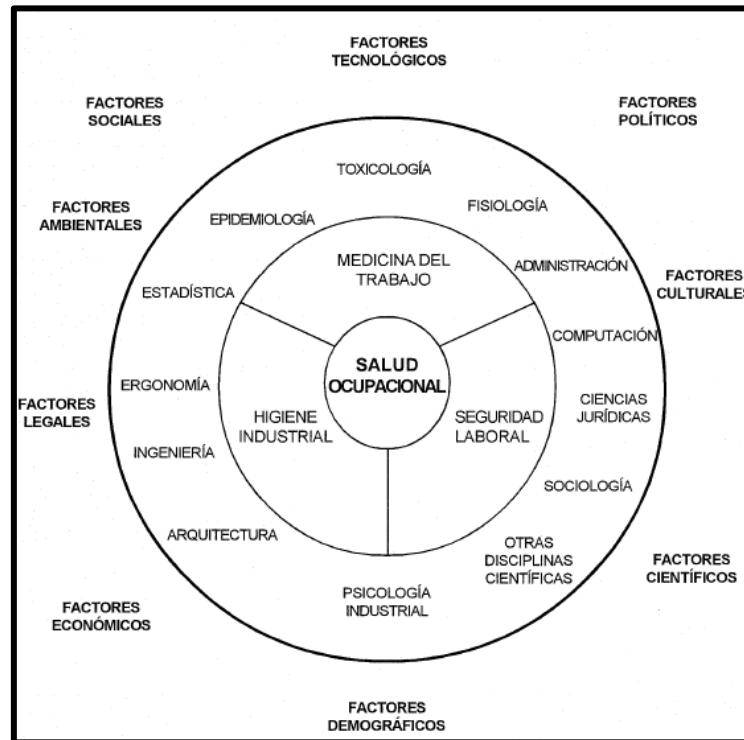 FACTORES
TECNOLÓGICOS
FACTORES
SOCIALES
FACTORES
POLÍTICOS
TOXICOLOGÍA
FISIOLOGÍA
EPIDEMIOLOGÍA
FACTORES
AMBIENTALES
MEDICINA DEL
TRABAJO
ADMINISTRACIÓN
FACTORES
CULTURALES
ESTADÍSTICA
COMPUTACIÓN
SALUD
OCUPACIONAL
ERGONOMÍA
CIENCIAS
JURÍDICAS
FACTORES
LEGALES
HIGIENE
INDUSTRIAL
SEGURIDAD
LABORAL
INGENIERÍA
SOCIOLOGÍA
ARQUITECTURA
OTRAS
DISCIPLINAS
CIENTÍFICAS
FACTORES
CIENTÍFICOS
PSICOLOGÍA
INDUSTRIAL
FACTORES
ECONÓMICOS
FACTORES
DEMOGRÁFICOS